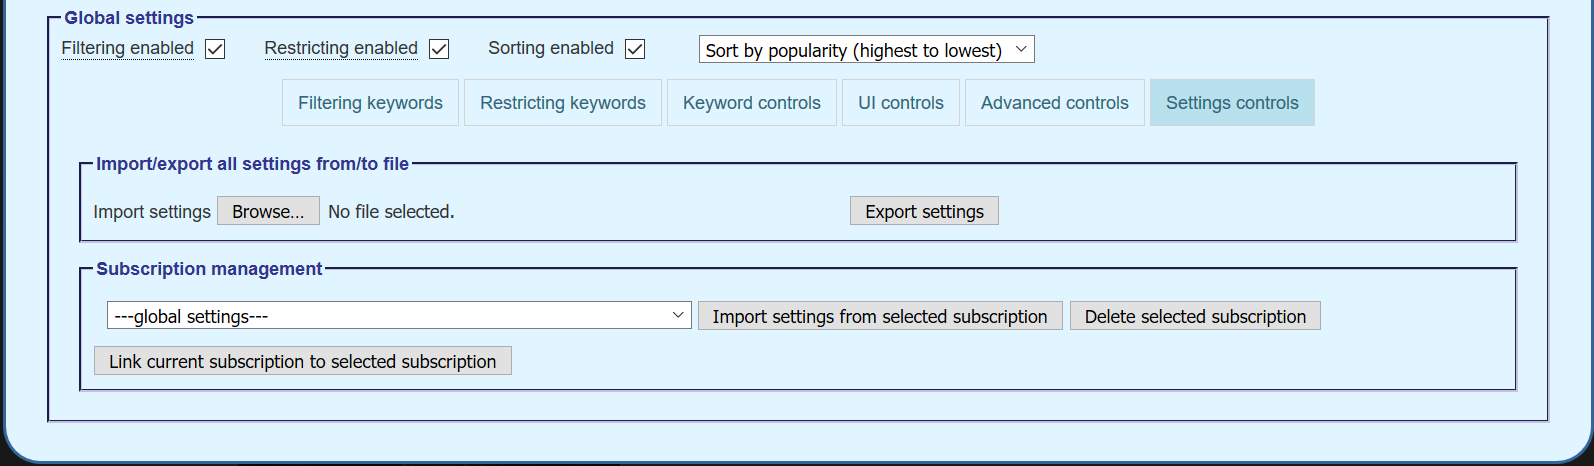 Global settings
Filtering enabled Restricting enabled Sorting enabled Sort by popularity (highest to lowest)
Filtering keywords Restricting keywords Keyword controls UI controls Advanced controls Settings controls
Import/export all settings from/to file
Import settings Browse... No file selected. Export settings
Subscription management
---global settings--- Import settings from selected subscription Delete selected subscription
Link current subscription to selected subscription